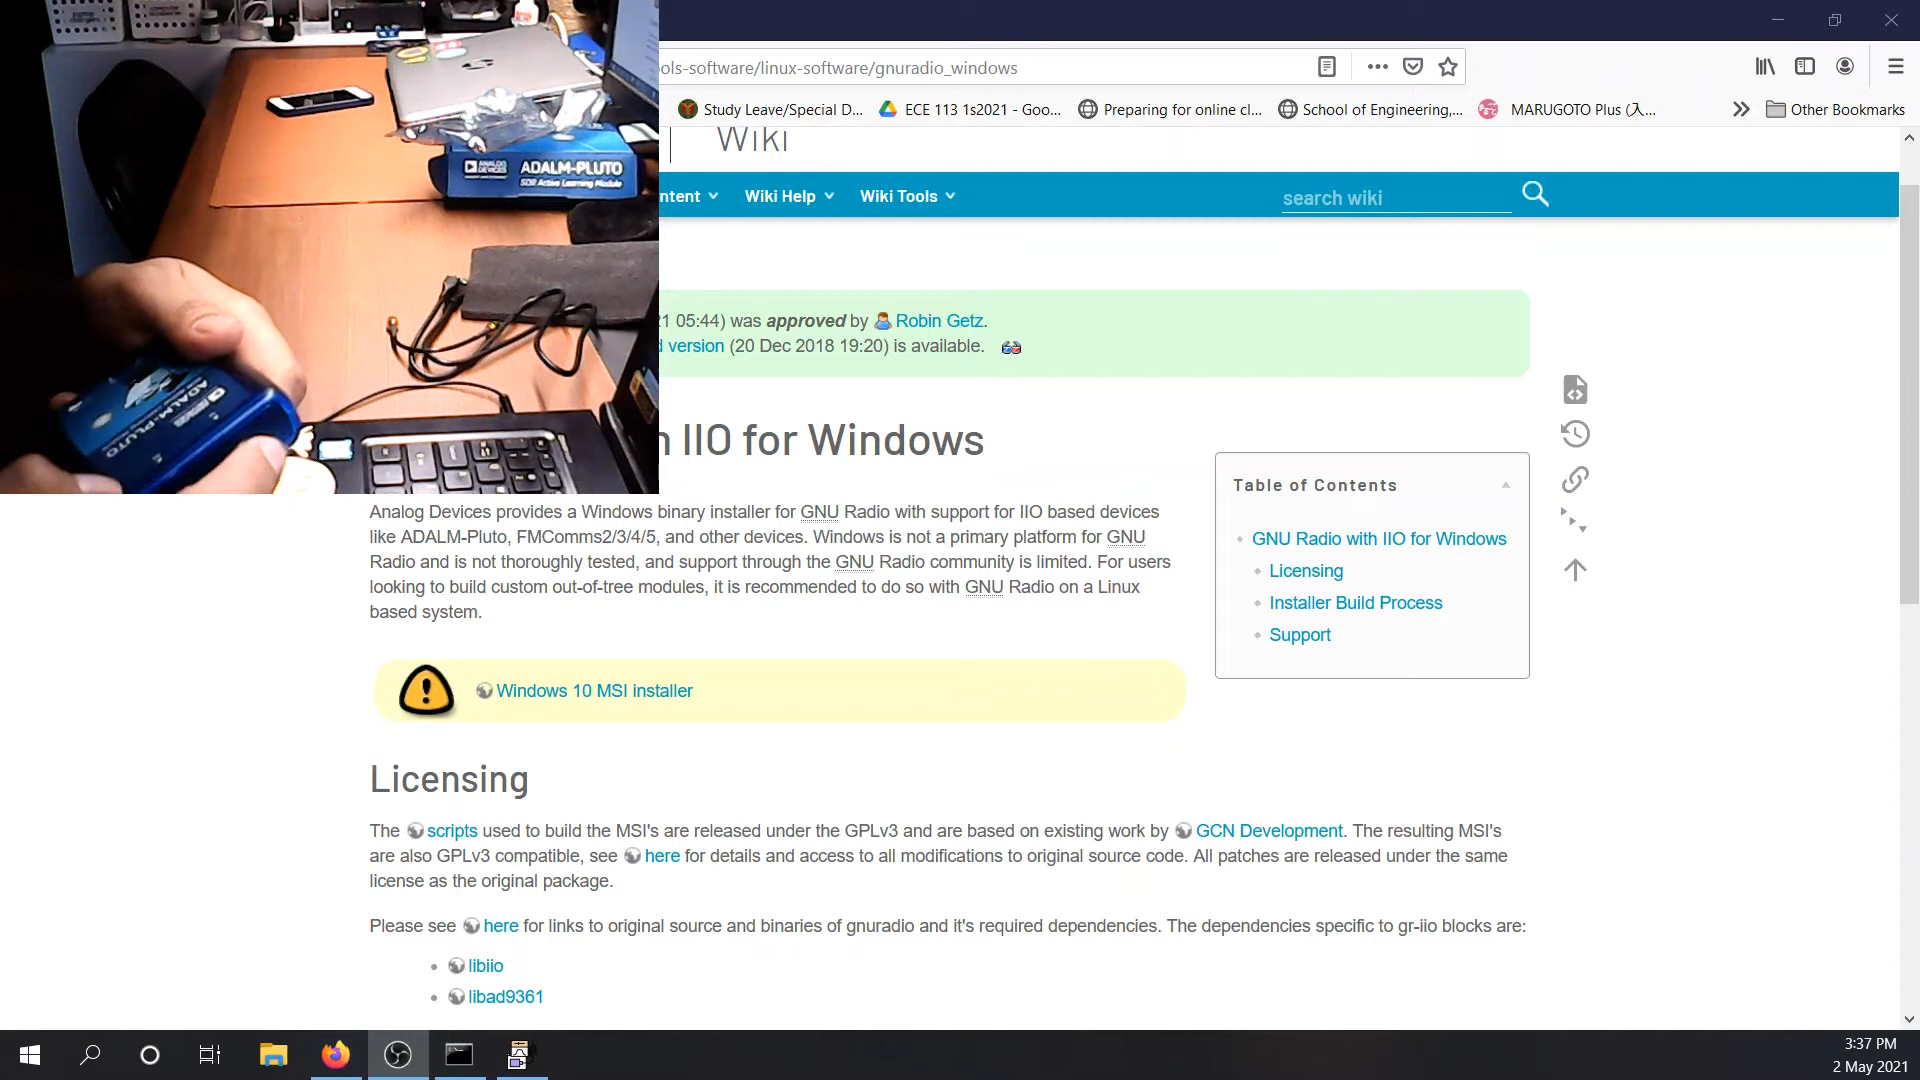 ANALOG DEVICES
ADALM-PLUTO
SDR Active Learning Module
ADALM-PLUTO
ols-software/linux-software/gnuradio_windows
Study Leave/Special D...
ECE 113 1s2021 - Goo...
Preparing for online cl...
School of Engineering,...
MARUGOTO Plus (入...
Other Bookmarks
Wiki
ntent
Wiki Help
Wiki Tools
search wiki
1 05:44) was approved by Robin Getz.
d version (20 Dec 2018 19:20) is available.
n IIO for Windows
Analog Devices provides a Windows binary installer for GNU Radio with support for IIO based devices
like ADALM-Pluto, FMComms2/3/4/5, and other devices. Windows is not a primary platform for GNU
Radio and is not thoroughly tested, and support through the GNU Radio community is limited. For users
looking to build custom out-of-tree modules, it is recommended to do so with GNU Radio on a Linux
based system.
Table of Contents
GNU Radio with IIO for Windows
Licensing
Installer Build Process
Support
Windows 10 MSI installer
Licensing
The scripts used to build the MSI's are released under the GPLv3 and are based on existing work by GCN Development. The resulting MSI's
are also GPLv3 compatible, see here for details and access to all modifications to original source code. All patches are released under the same
license as the original package.
Please see here for links to original source and binaries of gnuradio and it's required dependencies. The dependencies specific to gr-iio blocks are:
libiio
libad9361
3:37 PM
2 May 2021